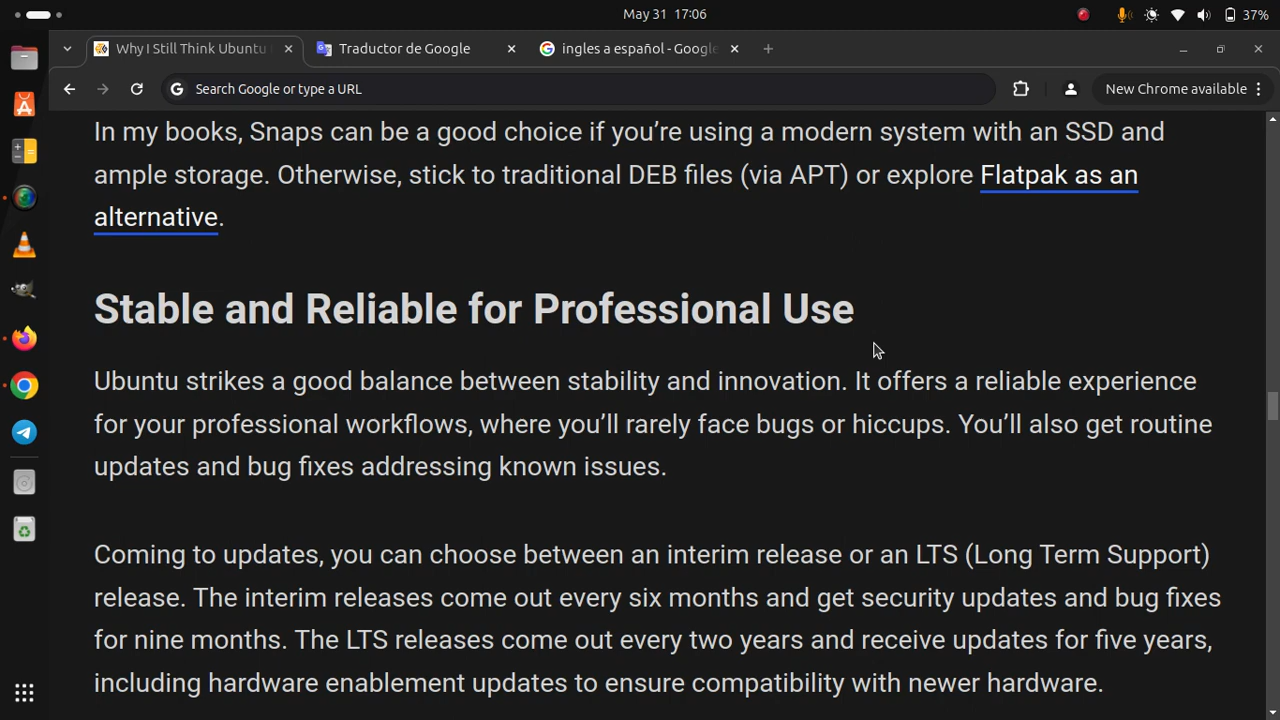 May 31 17:06
37%
Why I Still Think Ubuntu
Traductor de Google
ingles a español - Google
Search Google or type a URL
New Chrome available
In my books, Snaps can be a good choice if you’re using a modern system with an SSD and
ample storage. Otherwise, stick to traditional DEB files (via APT) or explore Flatpak as an
alternative.
Stable and Reliable for Professional Use
Ubuntu strikes a good balance between stability and innovation. It offers a reliable experience
for your professional workflows, where you’ll rarely face bugs or hiccups. You’ll also get routine
updates and bug fixes addressing known issues.
Coming to updates, you can choose between an interim release or an LTS (Long Term Support)
release. The interim releases come out every six months and get security updates and bug fixes
for nine months. The LTS releases come out every two years and receive updates for five years,
including hardware enablement updates to ensure compatibility with newer hardware.